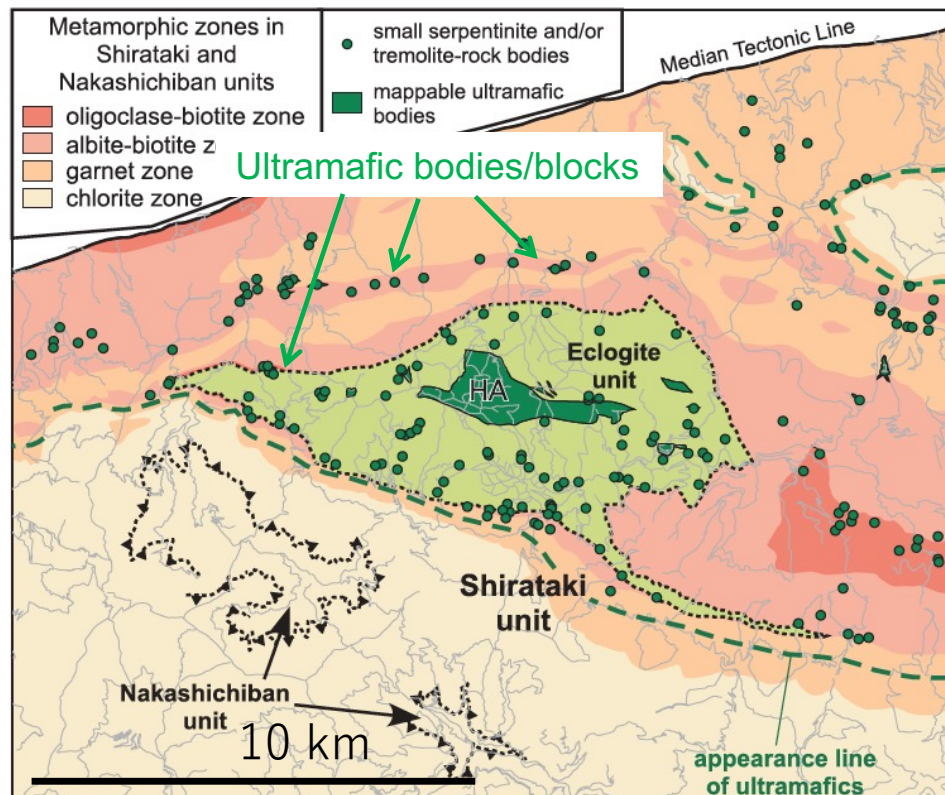 Metamorphic zones in
Shirataki and
Nakashichiban units
oligoclase-biotite zone
albite-biotite z
garnet zone
chlorite zone
small serpentinite and/or
tremolite-rock bodies
mappable ultramafic
bodies
Median Tectonic Line
Ultramafic bodies/blocks
Eclogite
unit
HA
Shirataki
unit
Nakashichiban
unit
10 km
appearance line
of ultramafics